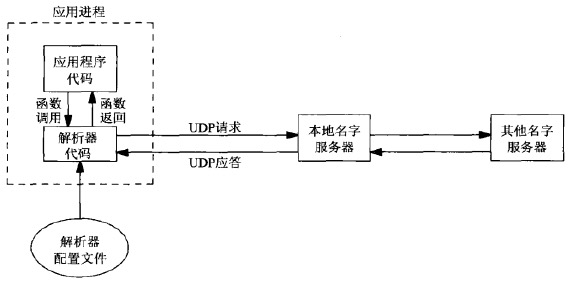 应用进程
应用程序
代码
函数
调用
函数
返回
解析器
代码
UDP请求
UDP应答
本地名字
服务器
其他名字
服务器
解析器
配置文件